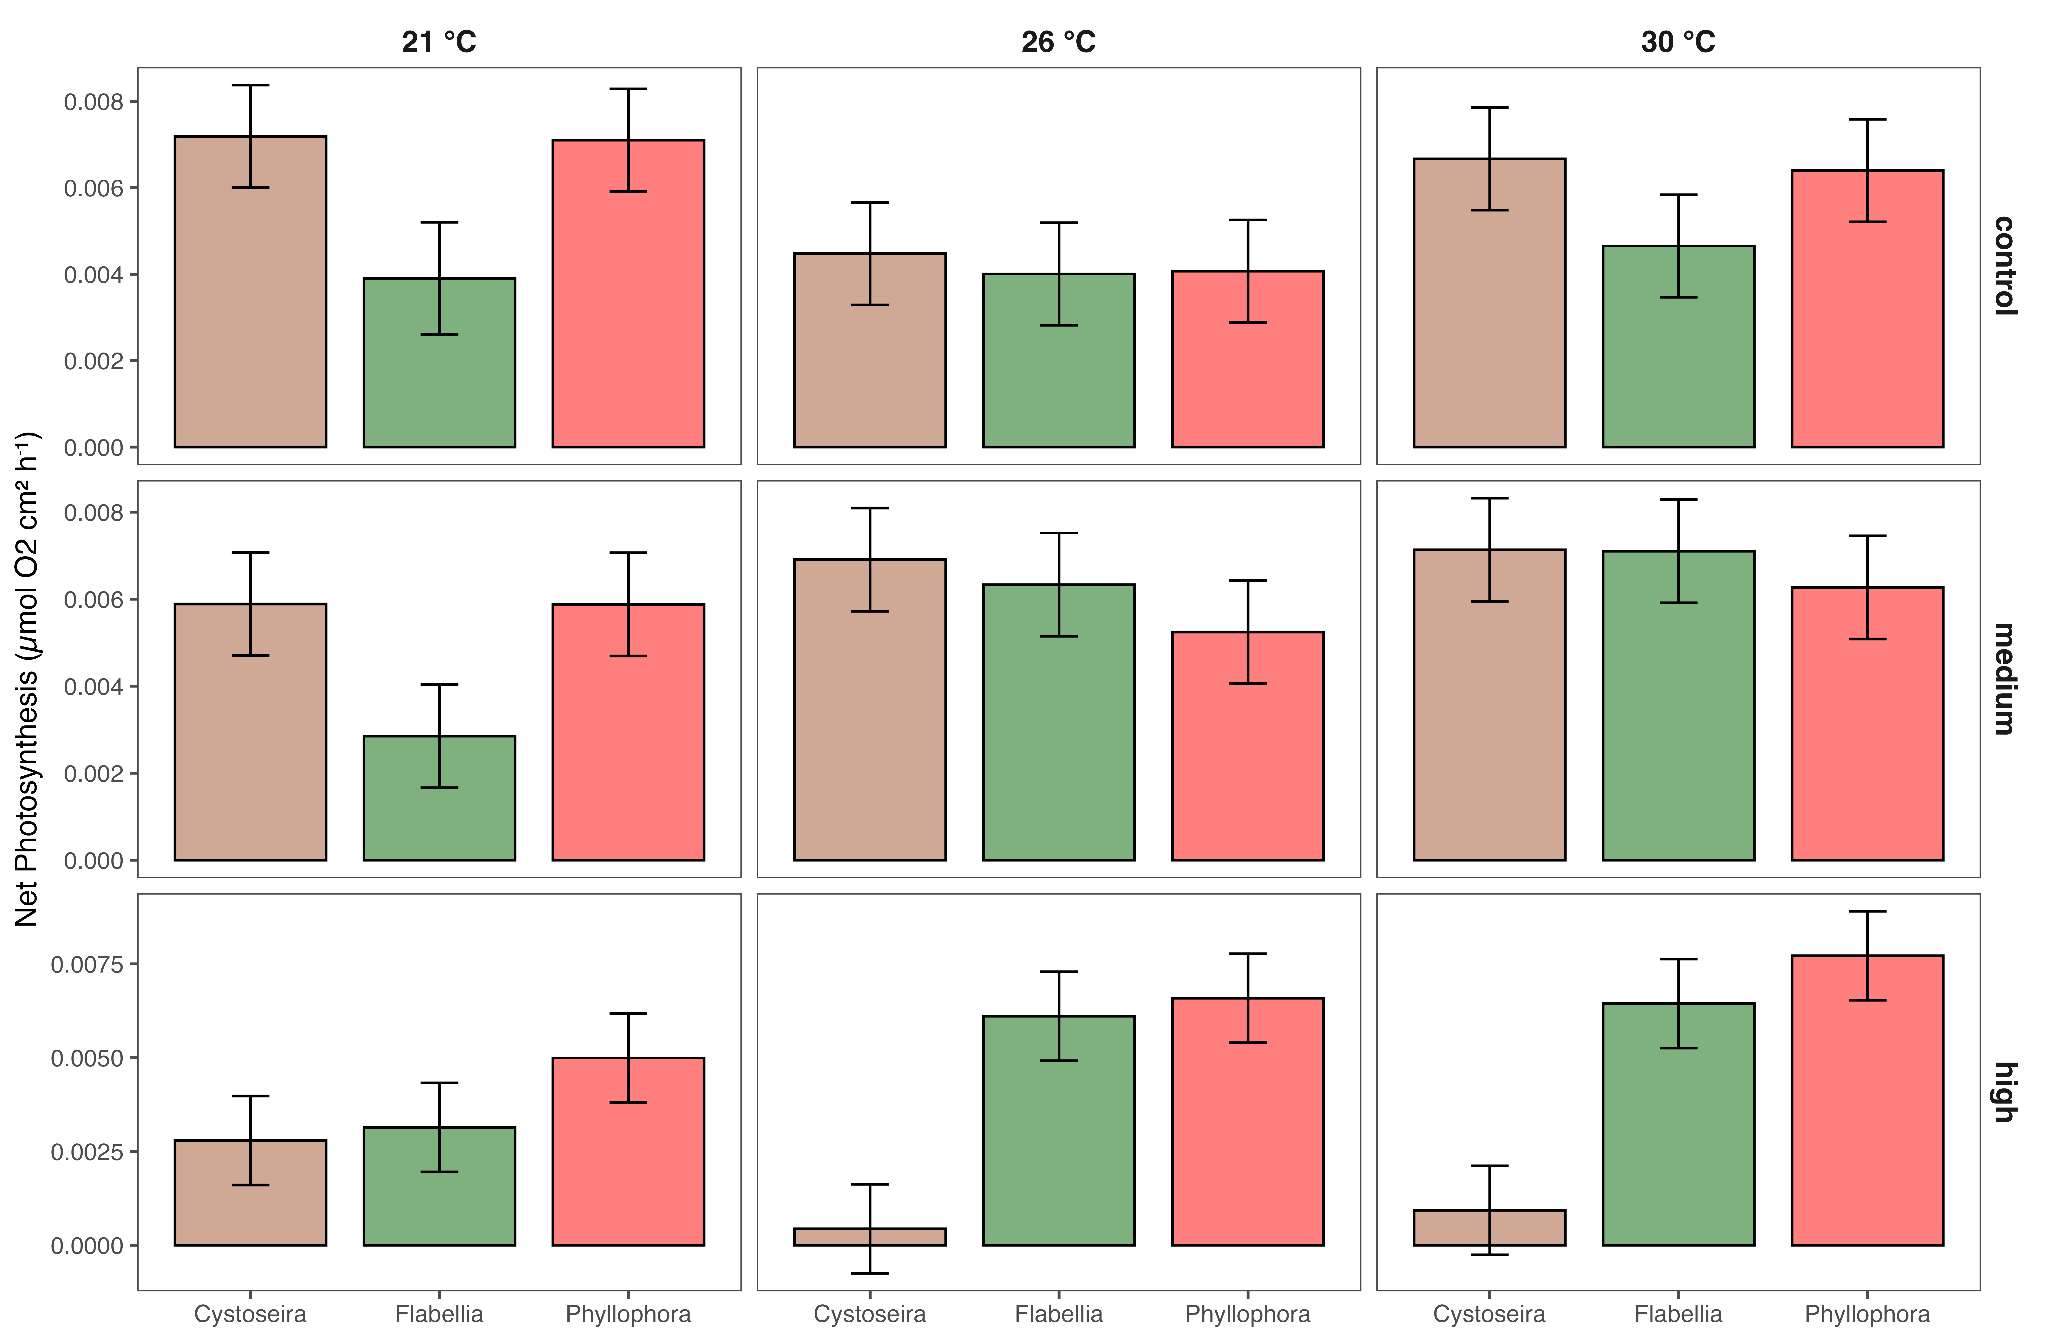 21 °C 26 °C 30 °C
Net Photosynthesis (µmol O2 cm² h⁻¹)
0.008
0.006
0.004
0.002
0.000
control
0.008
0.006
0.004
0.002
0.000
medium
0.0075
0.0050
0.0025
0.0000
high
Cystoseira Flabellia Phyllophora Cystoseira Flabellia Phyllophora Cystoseira Flabellia Phyllophora